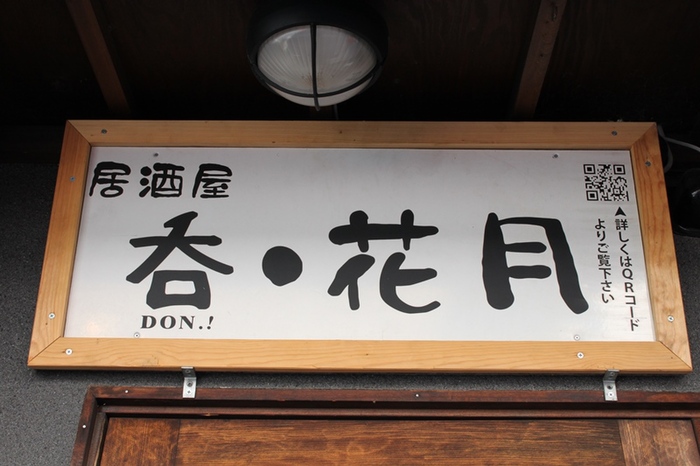 居酒屋
呑・花月
DON.!
▲詳しくはQRコード
よりご覧下さい